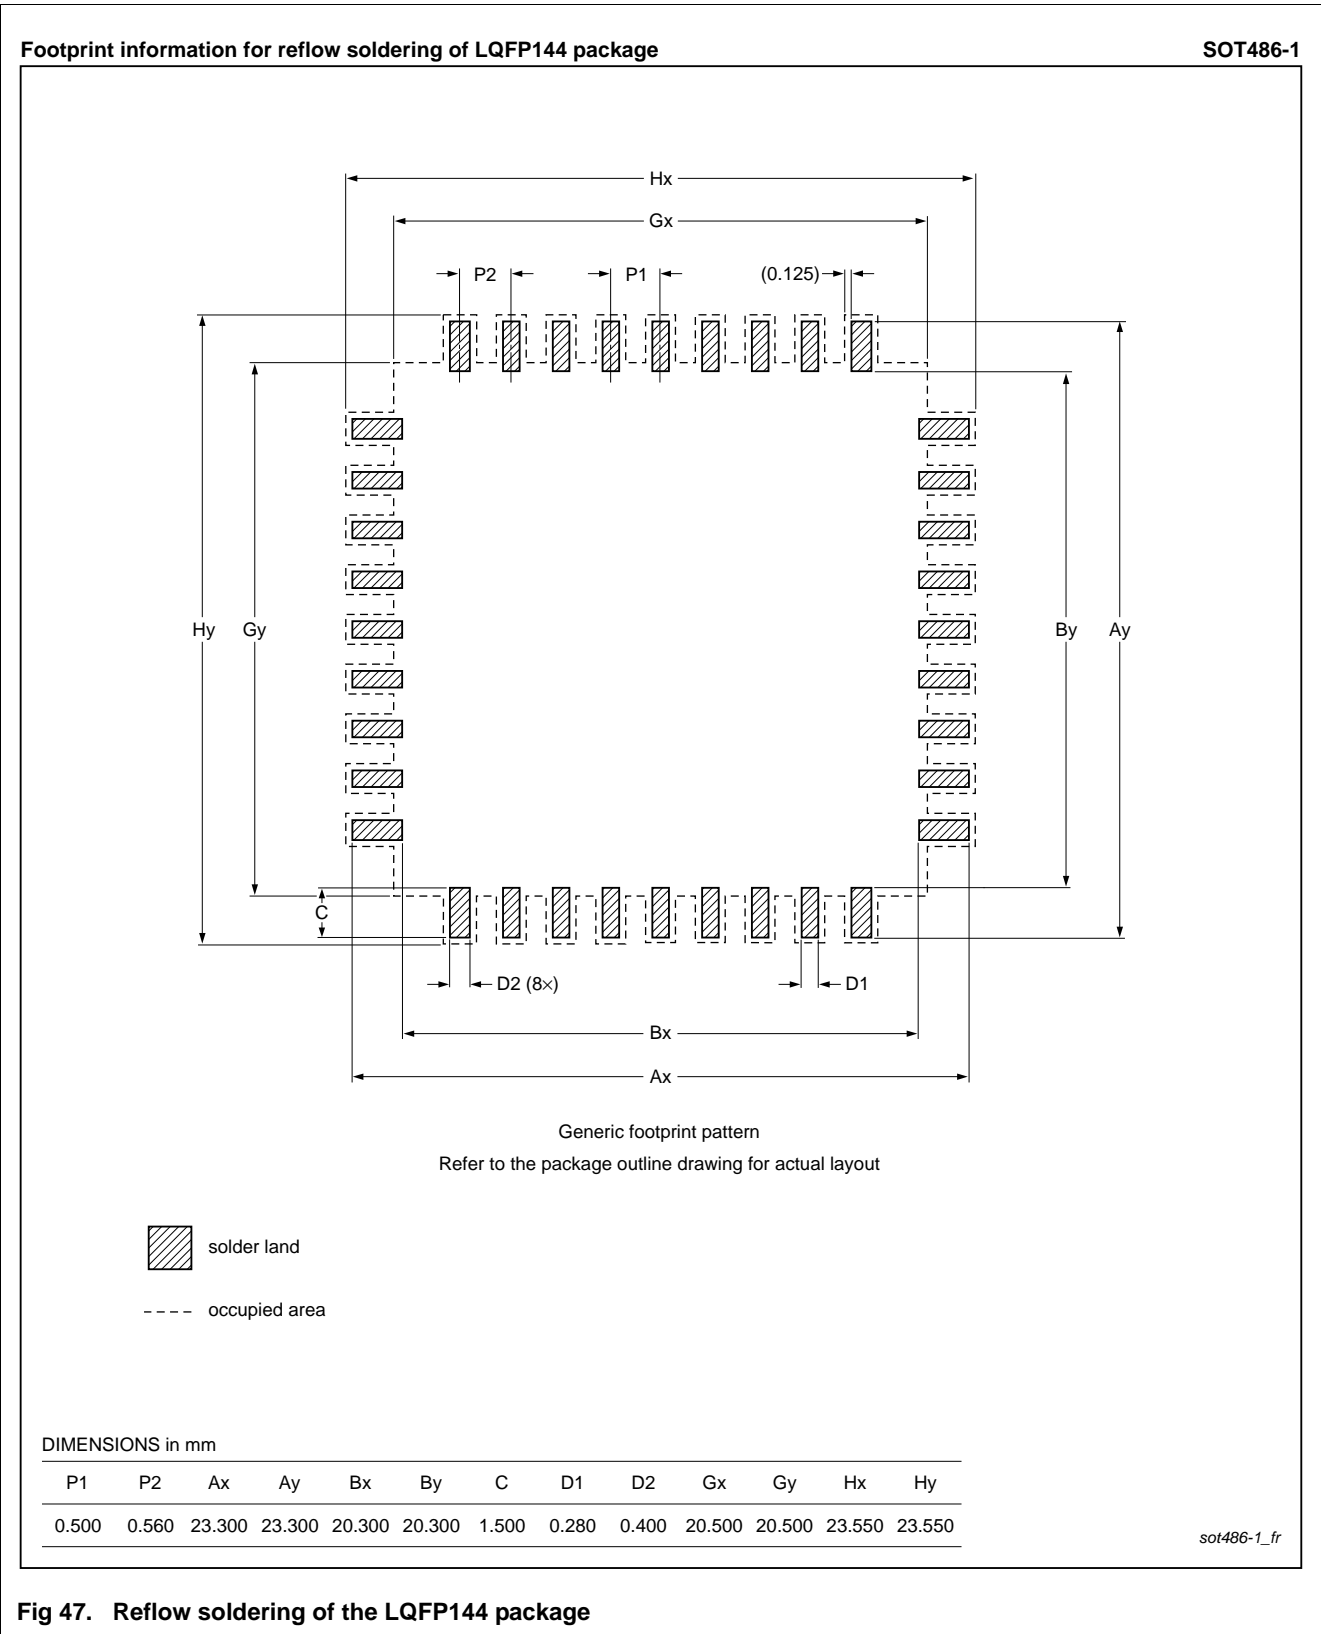 Footprint information for reflow soldering of LQFP144 package SOT486-1
Hx
Gx
P2 P1 (0.125)
Hy Gy By Ay
C
D2 (8×) D1
Bx
Ax
Generic footprint pattern
Refer to the package outline drawing for actual layout
solder land
occupied area
DIMENSIONS in mm
P1 P2 Ax Ay Bx By C D1 D2 Gx Gy Hx Hy
0.500 0.560 23.300 23.300 20.300 20.300 1.500 0.280 0.400 20.500 20.500 23.550 23.550
sot486-1_fr
Fig 47. Reflow soldering of the LQFP144 package